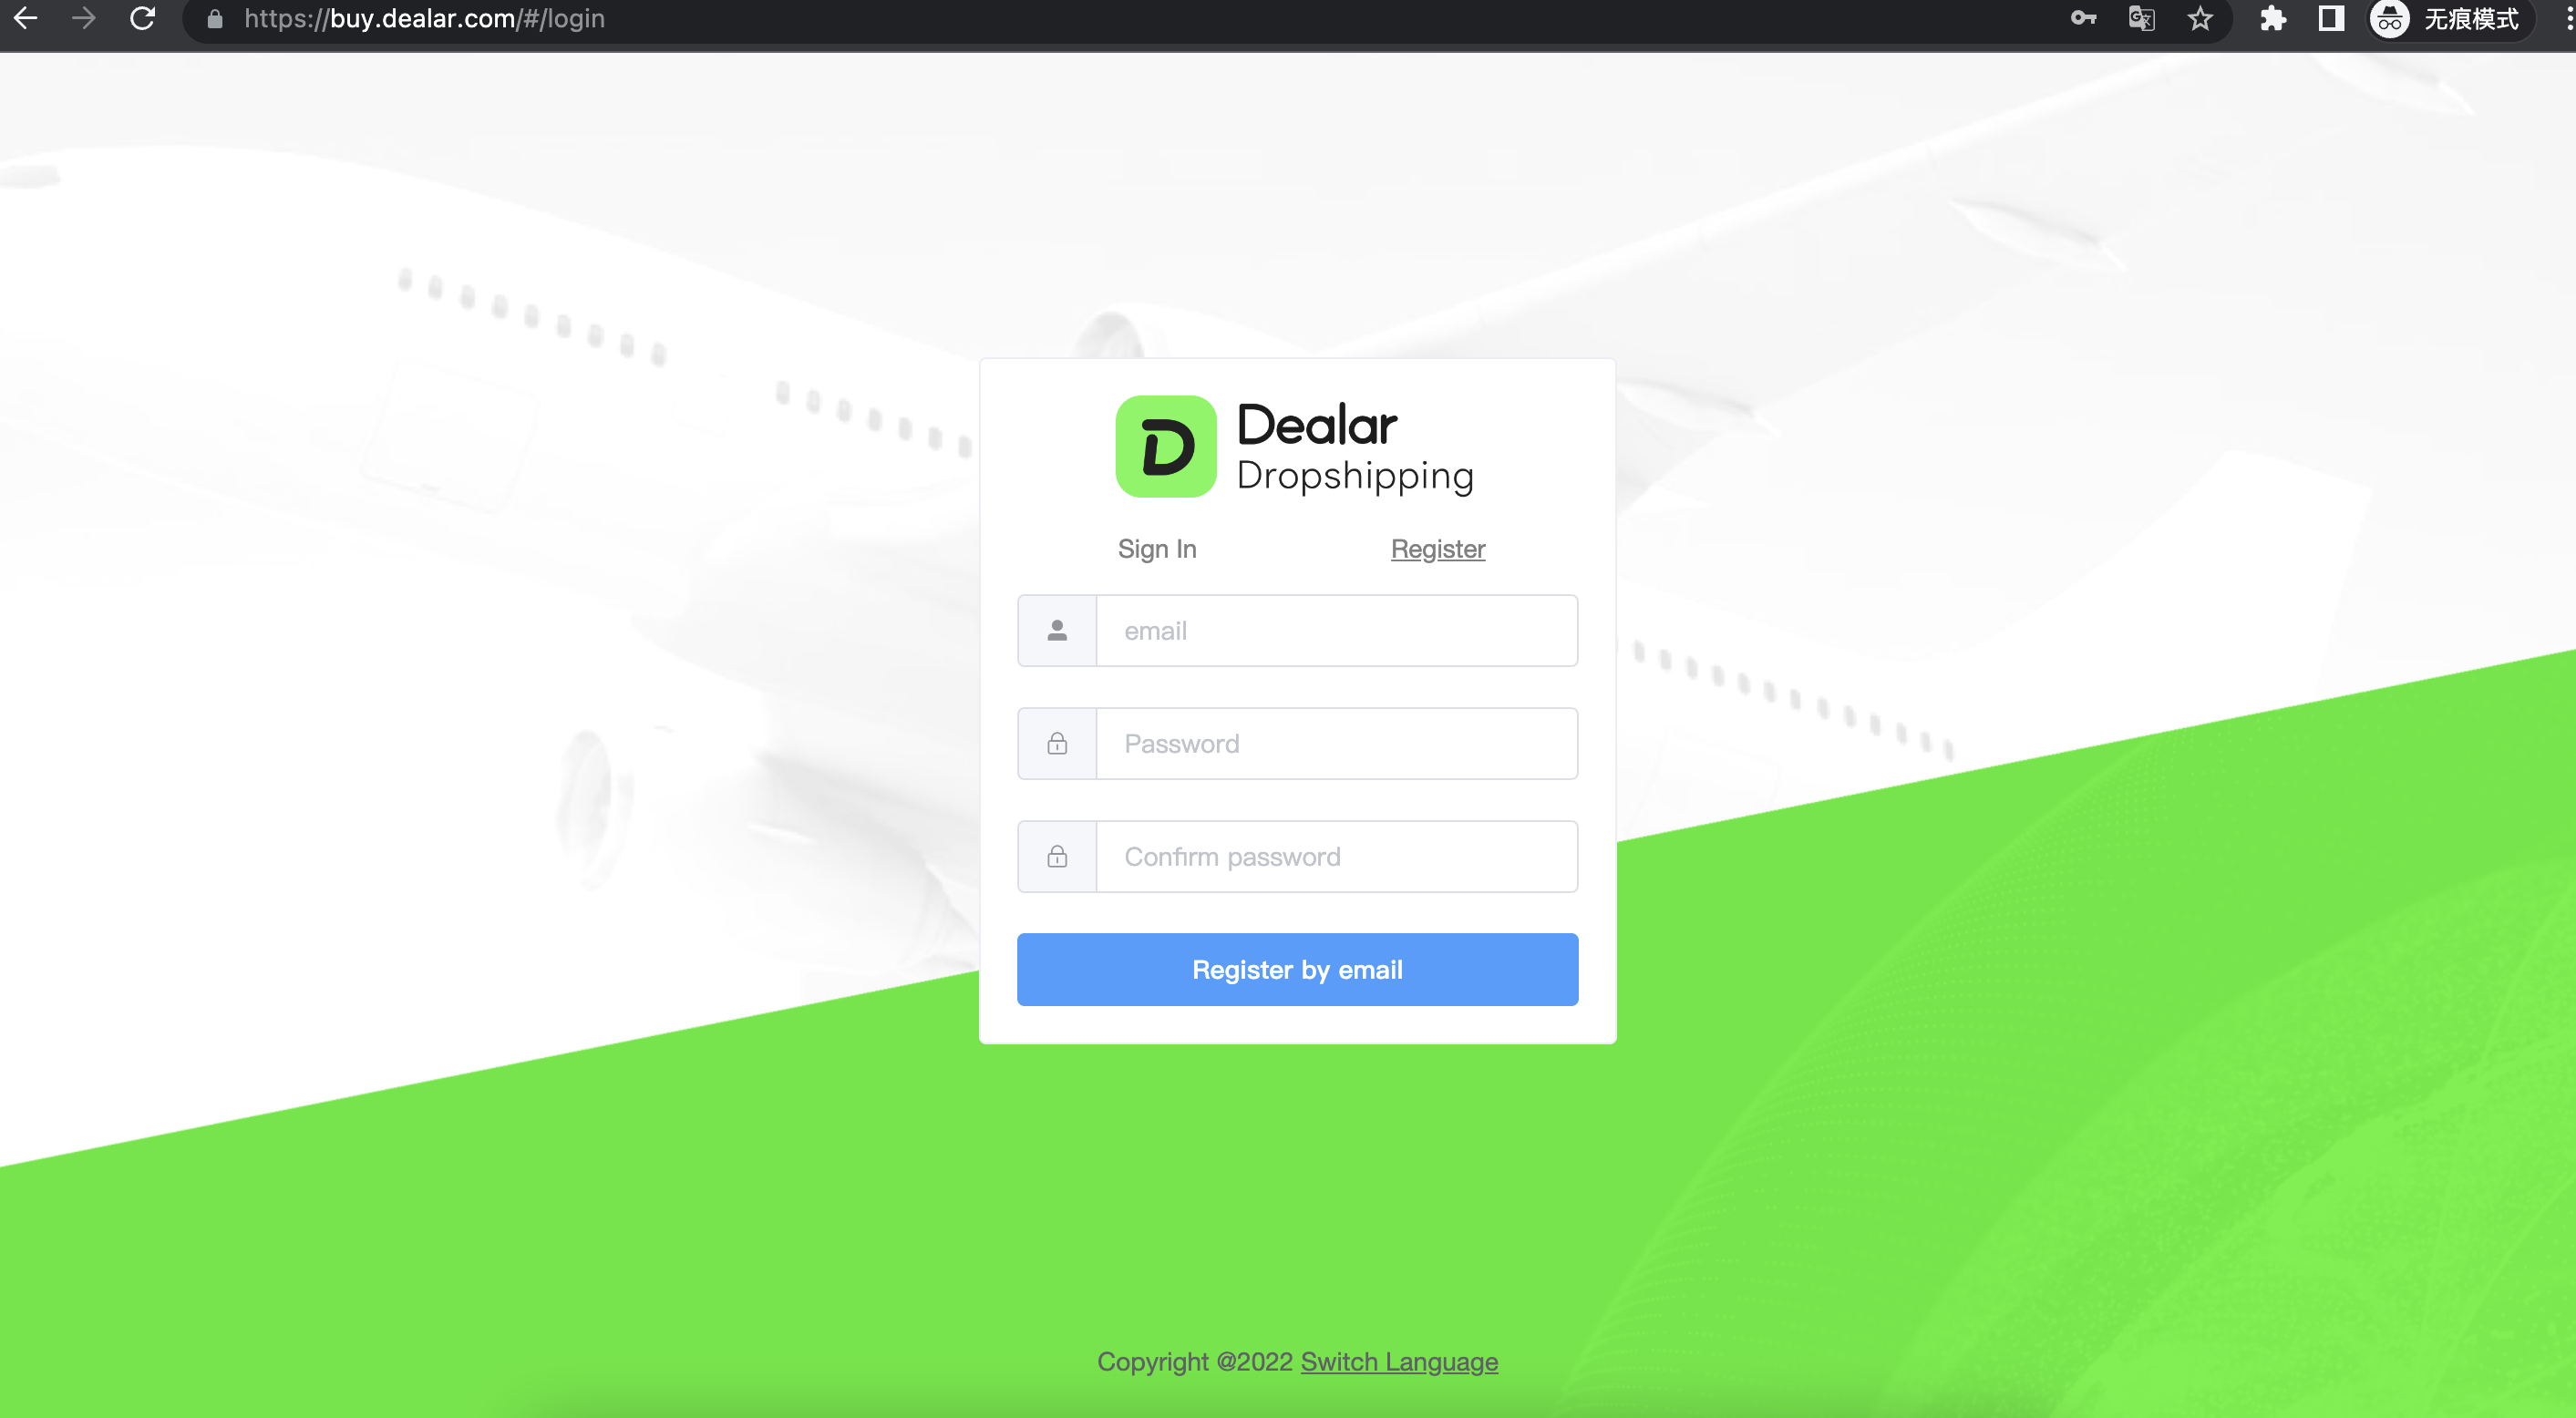 https://buy.dealar.com/#/login
无痕模式
Dealar
Dropshipping
Sign In Register
email
Password
Confirm password
Register by email
Copyright @2022 Switch Language